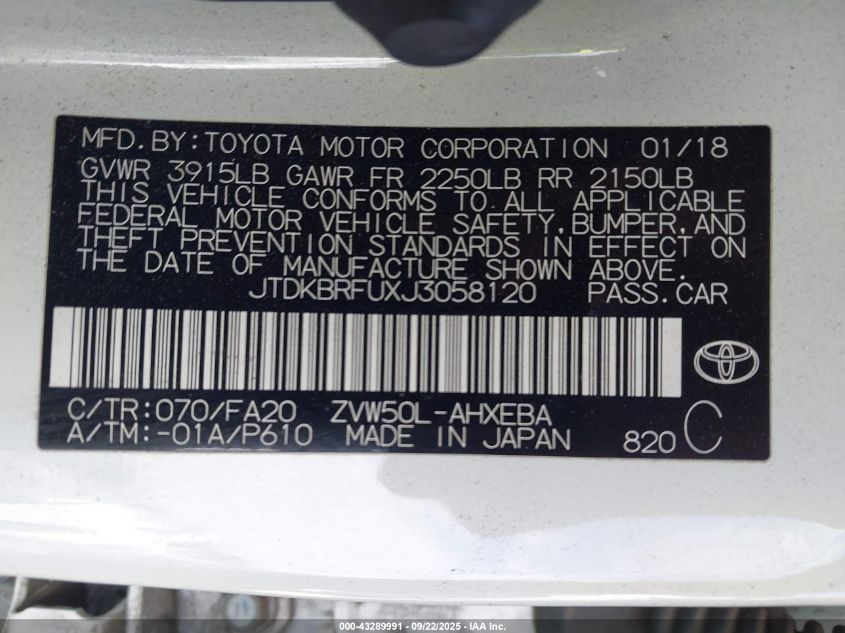 MFD.BY:TOYOTA MOTOR CORPORATION 01/18
GVWR 3915LB GAWR FR 2250LB RR 2150LB
THIS VEHICLE CONFORMS TO ALL APPLICABLE
FEDERAL MOTOR VEHICLE SAFETY,BUMPER,AND
THEFT PREVENTION STANDARDS IN EFFECT ON
THE DATE OF MANUFACTURE SHOWN ABOVE.
JTDKBRFUXJ3058120 PASS.CAR
C/TR:070/FA20 ZVW50L-AHXEBA
A/TM:-01A/P610 MADE IN JAPAN 820 C
000-43289991 - 09/22/2025 - IAA Inc.